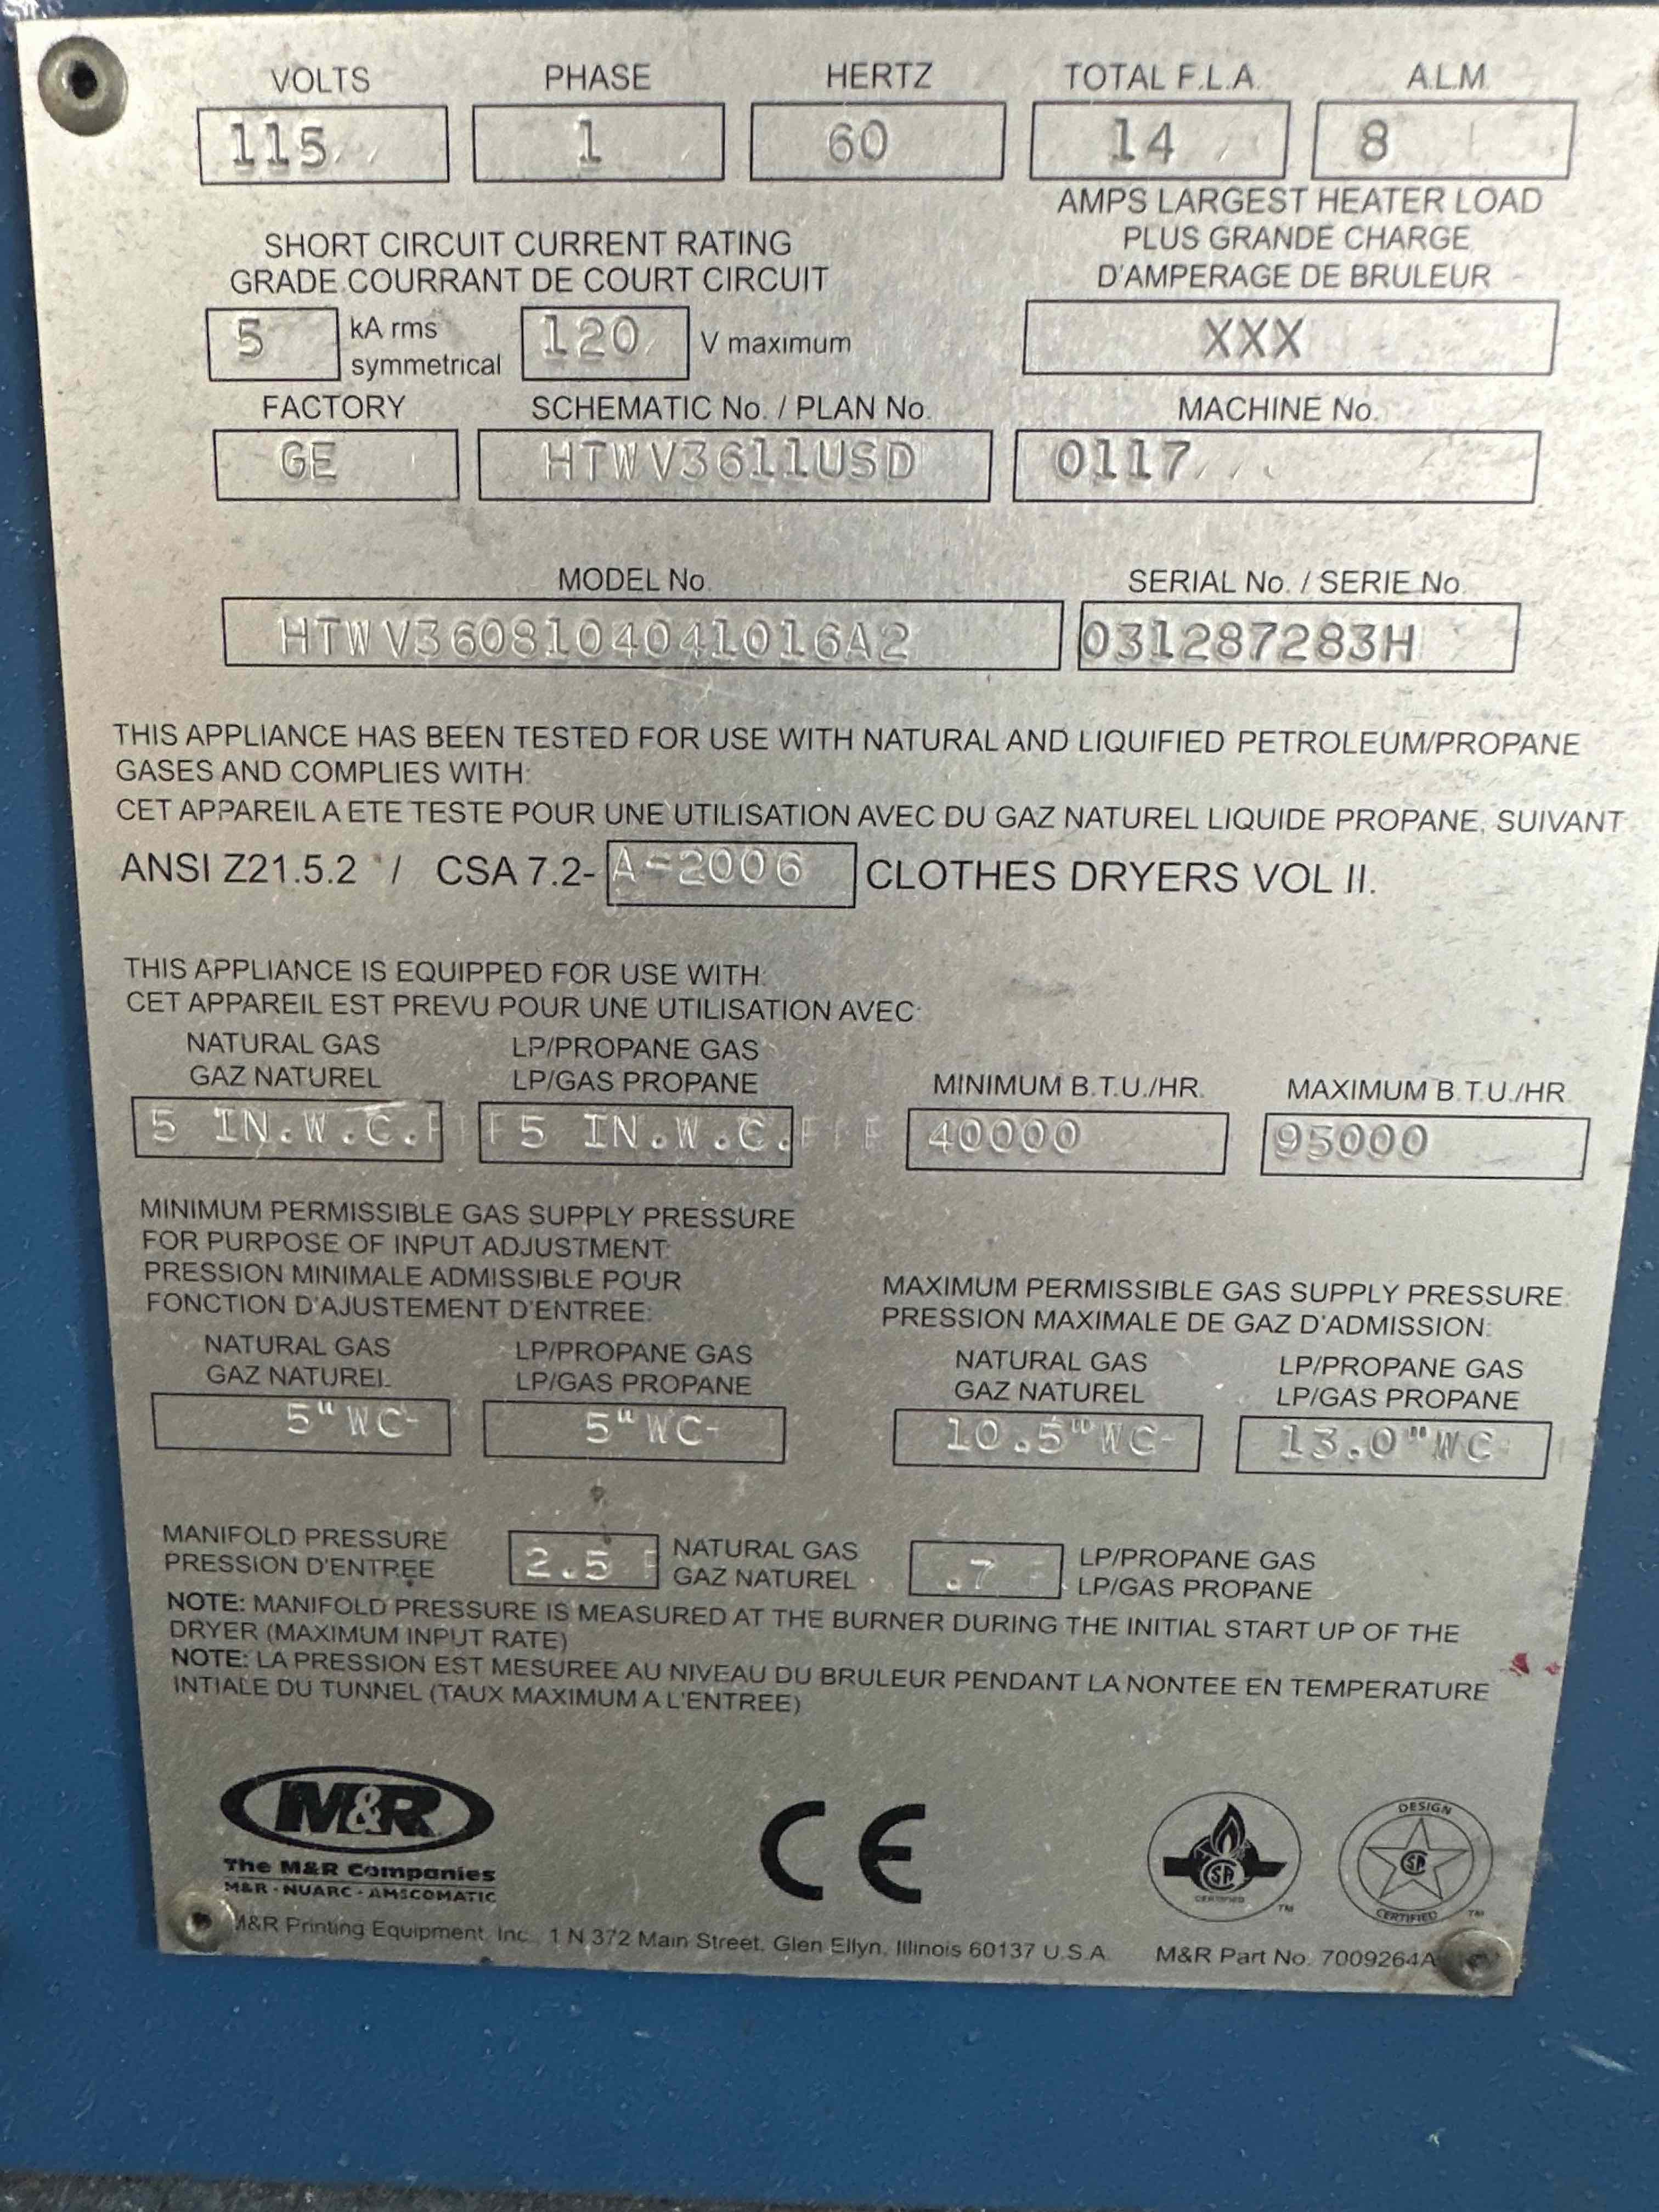 VOLTS PHASE HERTZ TOTAL F.L.A. A.L.M.
115 1 60 14 8
AMPS LARGEST HEATER LOAD
PLUS GRANDE CHARGE
D'AMPERAGE DE BRULEUR
SHORT CIRCUIT CURRENT RATING
GRADE COURRANT DE COURT CIRCUIT
5 kA rms symmetrical 120 V maximum XXX
FACTORY SCHEMATIC No. / PLAN No. MACHINE No.
GE HTWV3611USD 0117
MODEL No. SERIAL No. / SERIE No.
HTWV3608104041016A2 031287283H
THIS APPLIANCE HAS BEEN TESTED FOR USE WITH NATURAL AND LIQUIFIED PETROLEUM/PROPANE
GASES AND COMPLIES WITH:
CET APPAREIL A ETE TESTE POUR UNE UTILISATION AVEC DU GAZ NATUREL LIQUIDE PROPANE, SUIVANT
ANSI Z21.5.2 / CSA 7.2- A-2006 CLOTHES DRYERS VOL II.
THIS APPLIANCE IS EQUIPPED FOR USE WITH:
CET APPAREIL EST PREVU POUR UNE UTILISATION AVEC:
NATURAL GAS LP/PROPANE GAS
GAZ NATUREL LP/GAS PROPANE MINIMUM B.T.U./HR. MAXIMUM B.T.U./HR.
5 IN.W.C. 5 IN.W.C. 40000 95000
MINIMUM PERMISSIBLE GAS SUPPLY PRESSURE
FOR PURPOSE OF INPUT ADJUSTMENT:
PRESSION MINIMALE ADMISSIBLE POUR
FONCTION D'AJUSTEMENT D'ENTREE:
NATURAL GAS LP/PROPANE GAS
GAZ NATUREL LP/GAS PROPANE
5"WC- 5"WC-
MAXIMUM PERMISSIBLE GAS SUPPLY PRESSURE:
PRESSION MAXIMALE DE GAZ D'ADMISSION:
NATURAL GAS LP/PROPANE GAS
GAZ NATUREL LP/GAS PROPANE
10.5"WC- 13.0"WC
MANIFOLD PRESSURE
PRESSION D'ENTREE
2.5 NATURAL GAS
GAZ NATUREL
.7 LP/PROPANE GAS
LP/GAS PROPANE
NOTE: MANIFOLD PRESSURE IS MEASURED AT THE BURNER DURING THE INITIAL START UP OF THE
DRYER (MAXIMUM INPUT RATE)
NOTE: LA PRESSION EST MESUREE AU NIVEAU DU BRULEUR PENDANT LA NONTEE EN TEMPERATURE
INTIALE DU TUNNEL (TAUX MAXIMUM A L'ENTREE)
M&R
The M&R Companies
M&R - NUARC - AMSCOMATIC
CE
SA CERTIFIED TM
DESIGN SA CERTIFIED TM
M&R Printing Equipment, Inc. 1 N 372 Main Street, Glen Ellyn, Illinois 60137 U.S.A. M&R Part No. 7009264A